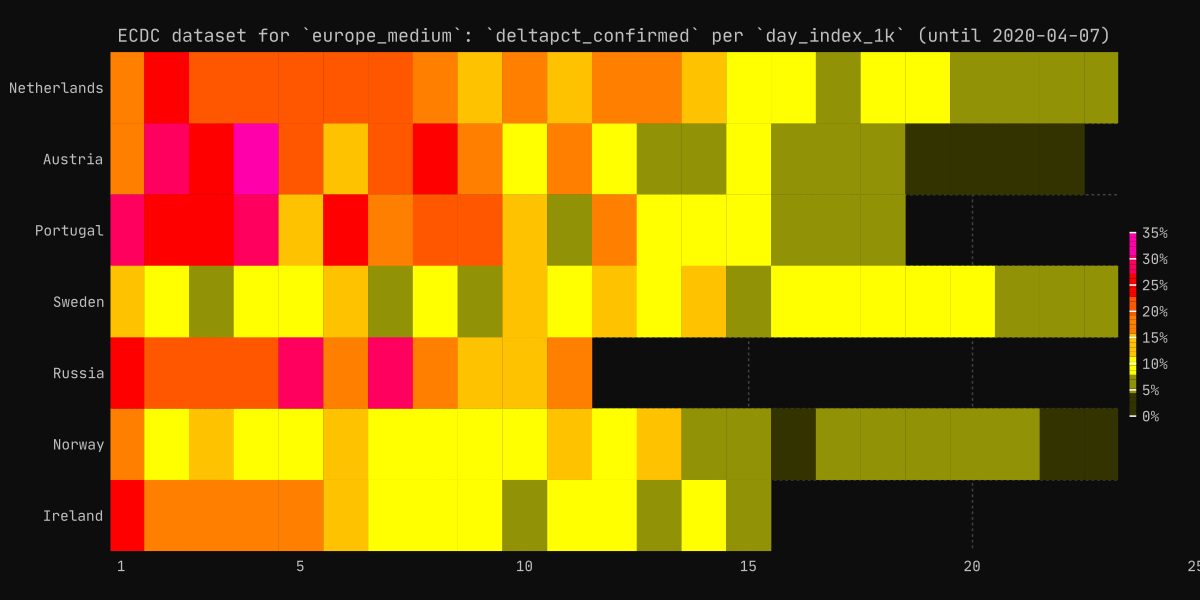 ECDC dataset for `europe_medium`: `deltapct_confirmed` per `day_index_1k` (until 2020-04-07)
Netherlands
Austria
Portugal
Sweden
Russia
Norway
Ireland
35%
30%
25%
20%
15%
10%
5%
0%
1 5 10 15 20 25